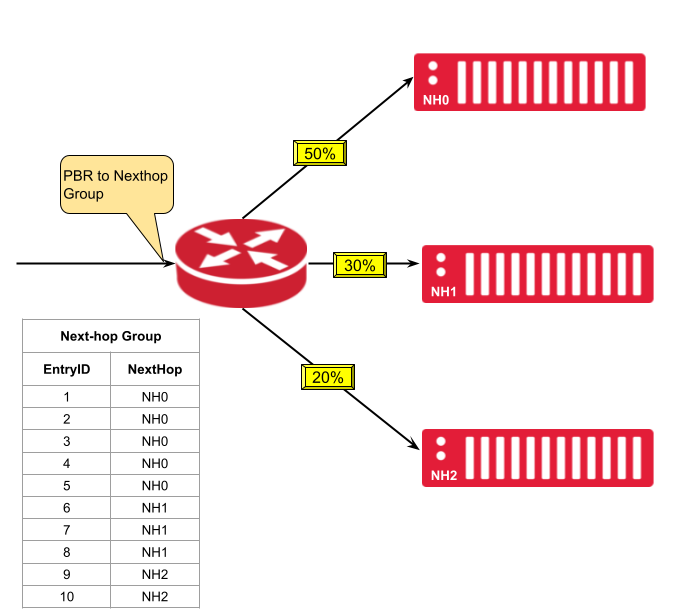 NH0
50%
PBR to Nexthop
Group
30%
NH1
Next-hop Group
EntryID NextHop
1 NH0
2 NH0
3 NH0
4 NH0
5 NH0
6 NH1
7 NH1
8 NH1
9 NH2
10 NH2
20%
NH2